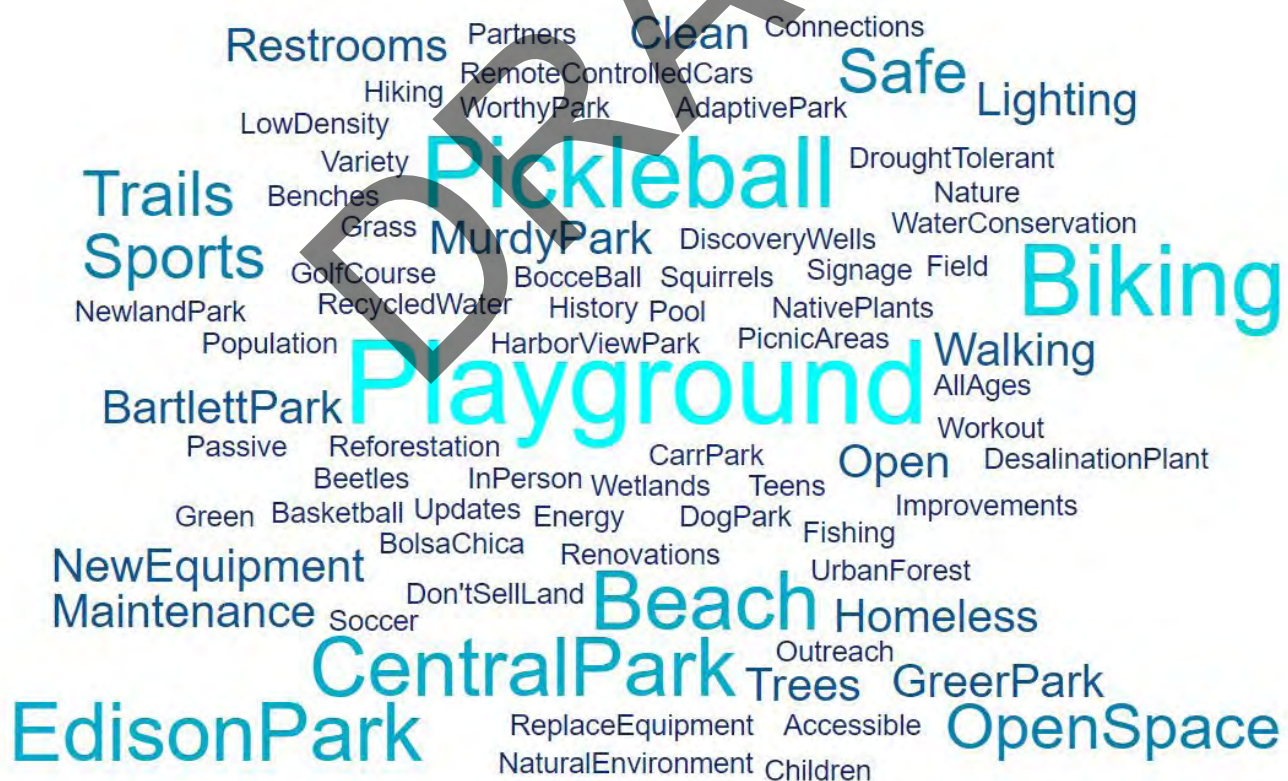 Restrooms Partners Clean Connections
RemoteControlledCars Safe
Hiking WorthyPark AdaptivePark Lighting
LowDensity
Variety Pickleball DroughtTolerant
Trails Benches Nature
Grass MurdyPark DiscoveryWells WaterConservation
Sports GolfCourse BocceBall Squirrels Signage Field Biking
NewlandPark RecycledWater History Pool NativePlants
Population HarborViewPark PicnicAreas Walking
Playground AllAges
BartlettPark Workout
Passive Reforestation CarrPark Open DesalinationPlant
Beetles InPerson Wetlands Teens
Green Basketball Updates Energy DogPark Improvements
BolsaChica Fishing
NewEquipment Renovations UrbanForest
Don'tSellLand Beach
Maintenance Soccer Homeless
CentralPark Outreach
Trees GreerPark
EdisonPark ReplaceEquipment Accessible OpenSpace
NaturalEnvironment Children
DRA